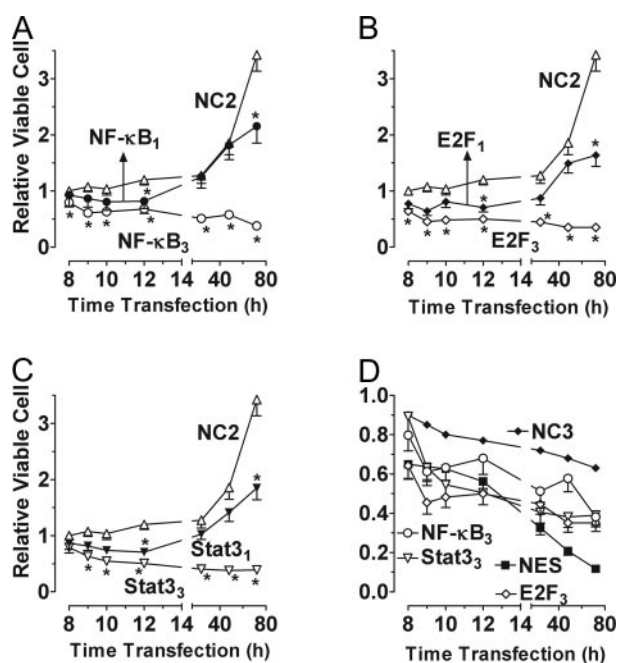 A
Relative Viable Cell
3
2
1
0
NC2
NF-κB1
NF-κB3
*
* * * * * * *
8 10 12 14 40 60 80
Time Transfection (h)
B
3
2
1
0
NC2
E2F1
E2F3
*
*
* * * * * * *
8 10 12 14 40 60 80
Time Transfection (h)
C
Relative Viable Cell
3
2
1
0
NC2
Stat31
Stat33
*
*
* * * * * *
8 10 12 14 40 60 80
Time Transfection (h)
D
1.0
0.8
0.6
0.4
0.2
0.0
NC3
NF-κB3
Stat33
NES
E2F3
8 10 12 14 40 60 80
Time Transfection (h)